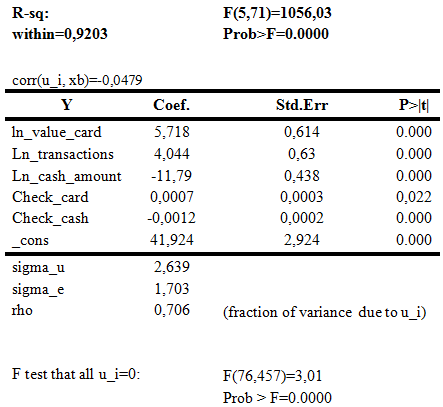 R-sq: F(5,71)=1056,03
within=0,9203 Prob>F=0.0000
corr(u_i, xb)=-0,0479
Y Coef. Std.Err P>|t|
ln_value_card 5,718 0,614 0.000
Ln_transactions 4,044 0,63 0.000
Ln_cash_amount -11,79 0,438 0.000
Check_card 0,0007 0,0003 0,022
Check_cash -0,0012 0,0002 0.000
_cons 41,924 2,924 0.000
sigma_u 2,639
sigma_e 1,703
rho 0,706 (fraction of variance due to u_i)
F test that all u_i=0: F(76,457)=3,01
Prob > F=0.0000